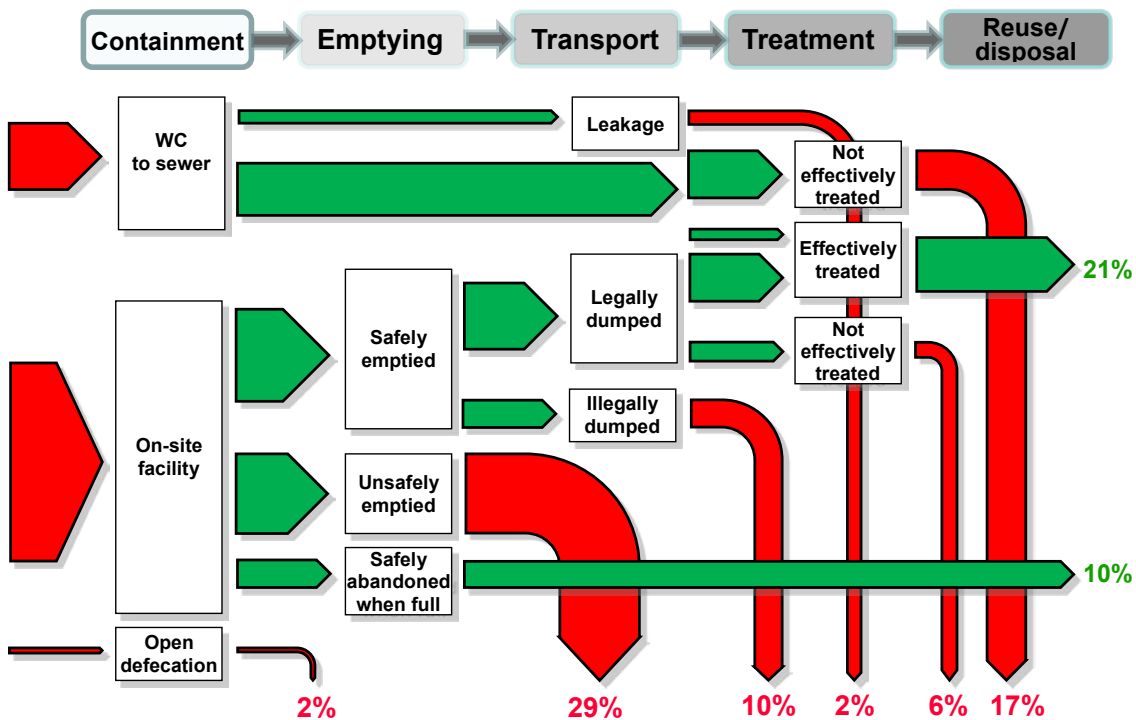 Containment
Emptying
Transport
Treatment
Reuse/
disposal
WC
to sewer
Leakage
Not
effectively
treated
Effectively
treated
21%
Safely
emptied
Legally
dumped
Not
effectively
treated
On-site
facility
Illegally
dumped
Unsafely
emptied
Safely
abandoned
when full
10%
Open
defecation
2%
29%
10%
2%
6%
17%